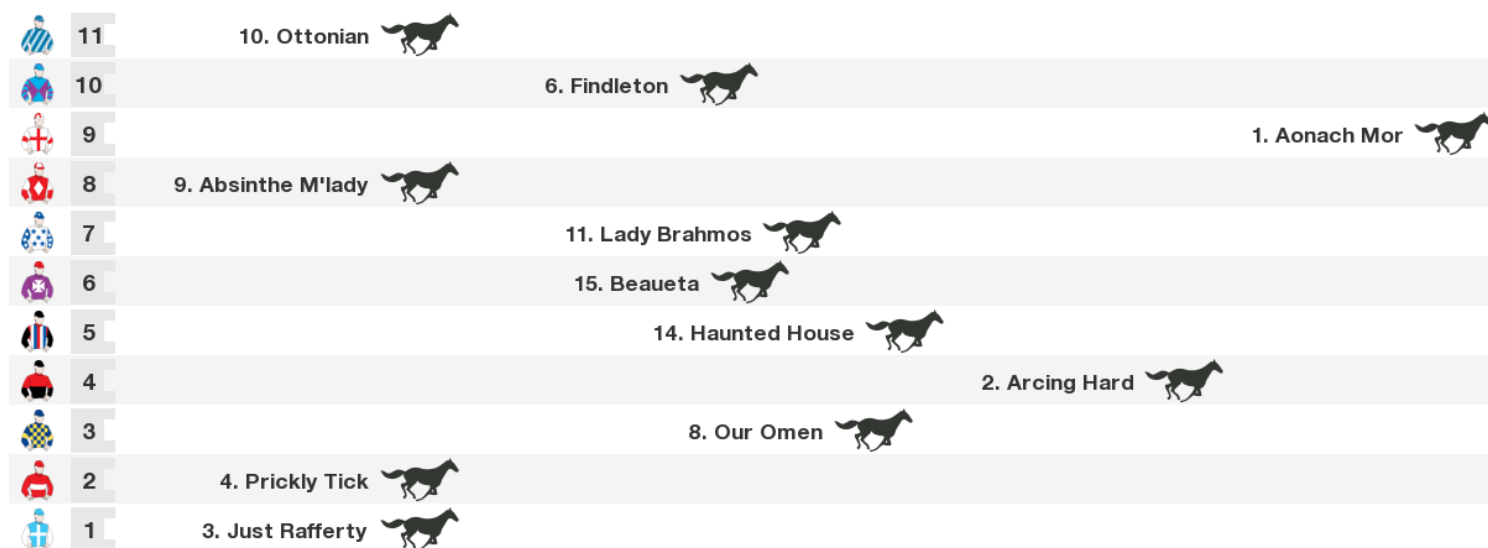 11 10. Ottonian
10 6. Findleton
9 1. Aonach Mor
8 9. Absinthe M'lady
7 11. Lady Brahmos
6 15. Beaueta
5 14. Haunted House
4 2. Arcing Hard
3 8. Our Omen
2 4. Prickly Tick
1 3. Just Rafferty